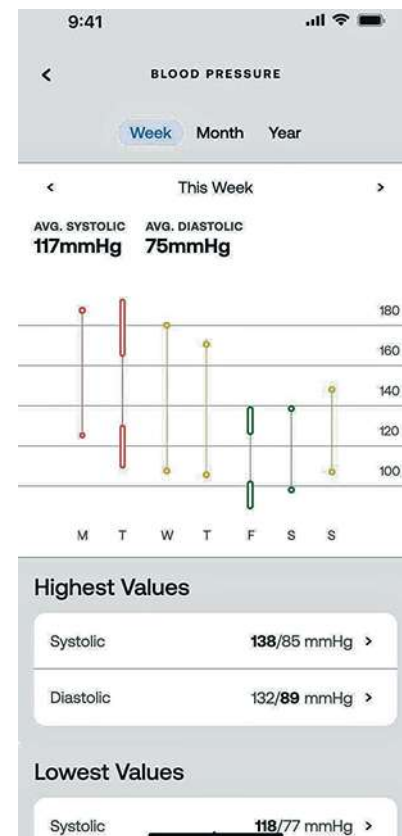 9:41
BLOOD PRESSURE
Week Month Year
This Week
AVG. SYSTOLIC AVG. DIASTOLIC
117mmHg 75mmHg
180
160
140
120
100
M T W T F S S
Highest Values
Systolic 138/85 mmHg
Diastolic 132/89 mmHg
Lowest Values
Systolic 118/77 mmHg